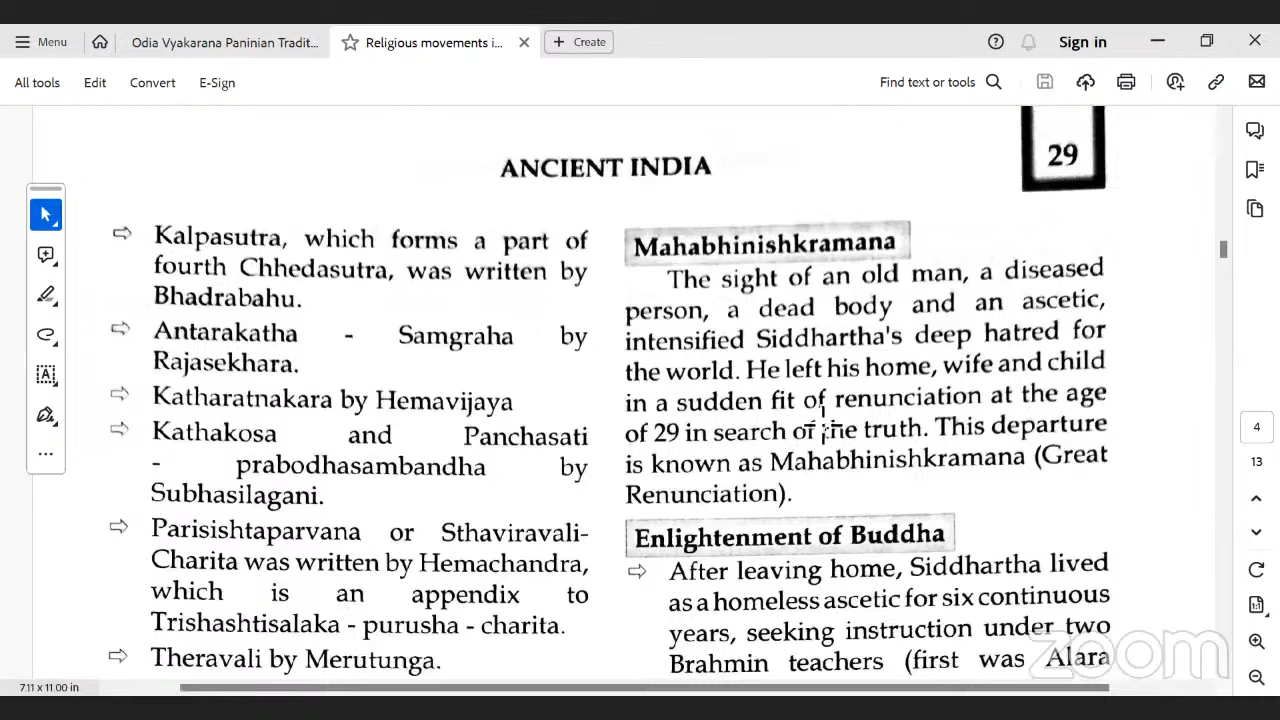 Menu
Odia Vyakarana Paninian Tradit...
Religious movements i...
Create
Sign in
All tools
Edit
Convert
E-Sign
Find text or tools
29
ANCIENT INDIA
Kalpasutra, which forms a part of
fourth Chhedasutra, was written by
Bhadrabahu.
Antarakatha - Samgraha by
Rajasekhara.
Katharatnakara by Hemavijaya
Kathakosa and Panchasati
- prabodhasambandha by
Subhasilagani.
Parisishtaparvana or Sthaviravali-
Charita was written by Hemachandra,
which is an appendix to
Trishashtisalaka - purusha - charita.
Theravali by Merutunga.
Mahabhinishkramana
The sight of an old man, a diseased
person, a dead body and an ascetic,
intensified Siddhartha's deep hatred for
the world. He left his home, wife and child
in a sudden fit of renunciation at the age
of 29 in search of the truth. This departure
is known as Mahabhinishkramana (Great
Renunciation).
Enlightenment of Buddha
After leaving home, Siddhartha lived
as a homeless ascetic for six continuous
years, seeking instruction under two
Brahmin teachers (first was Alara
4
13
7.11 x 11.00 in
zoom